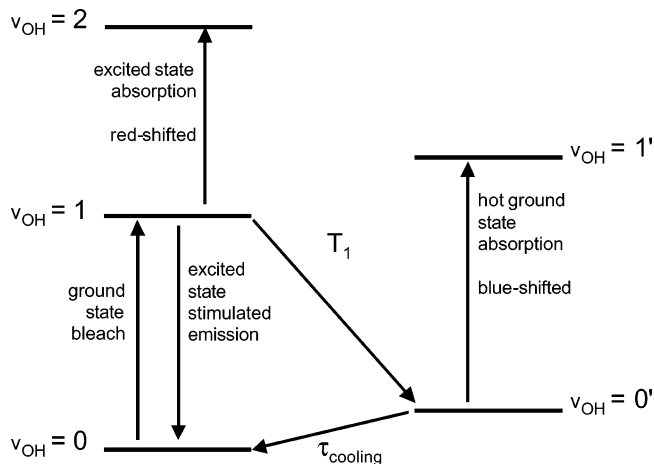 v_OH = 2
excited state
absorption
red-shifted
v_OH = 1'
v_OH = 1
hot ground
state
absorption
blue-shifted
T_1
ground
state
bleach
excited
state
stimulated
emission
v_OH = 0'
v_OH = 0
τ_cooling